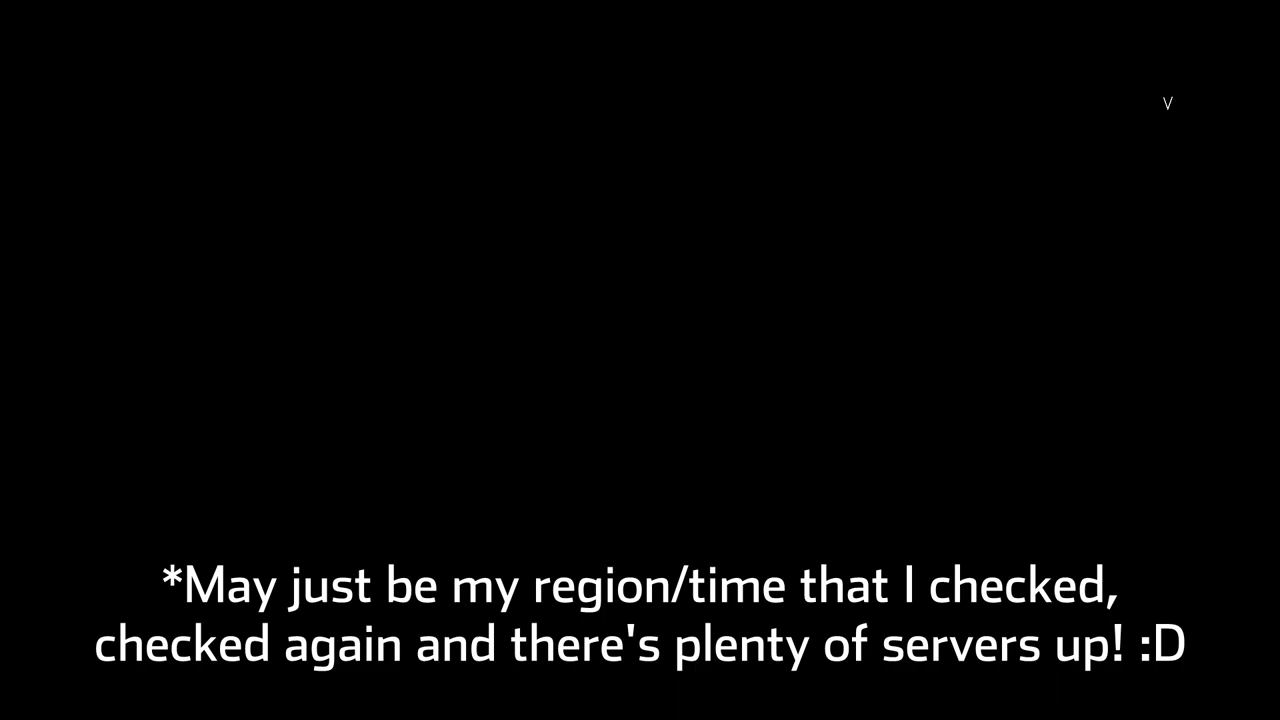 V
*May just be my region/time that I checked,
checked again and there's plenty of servers up! :D